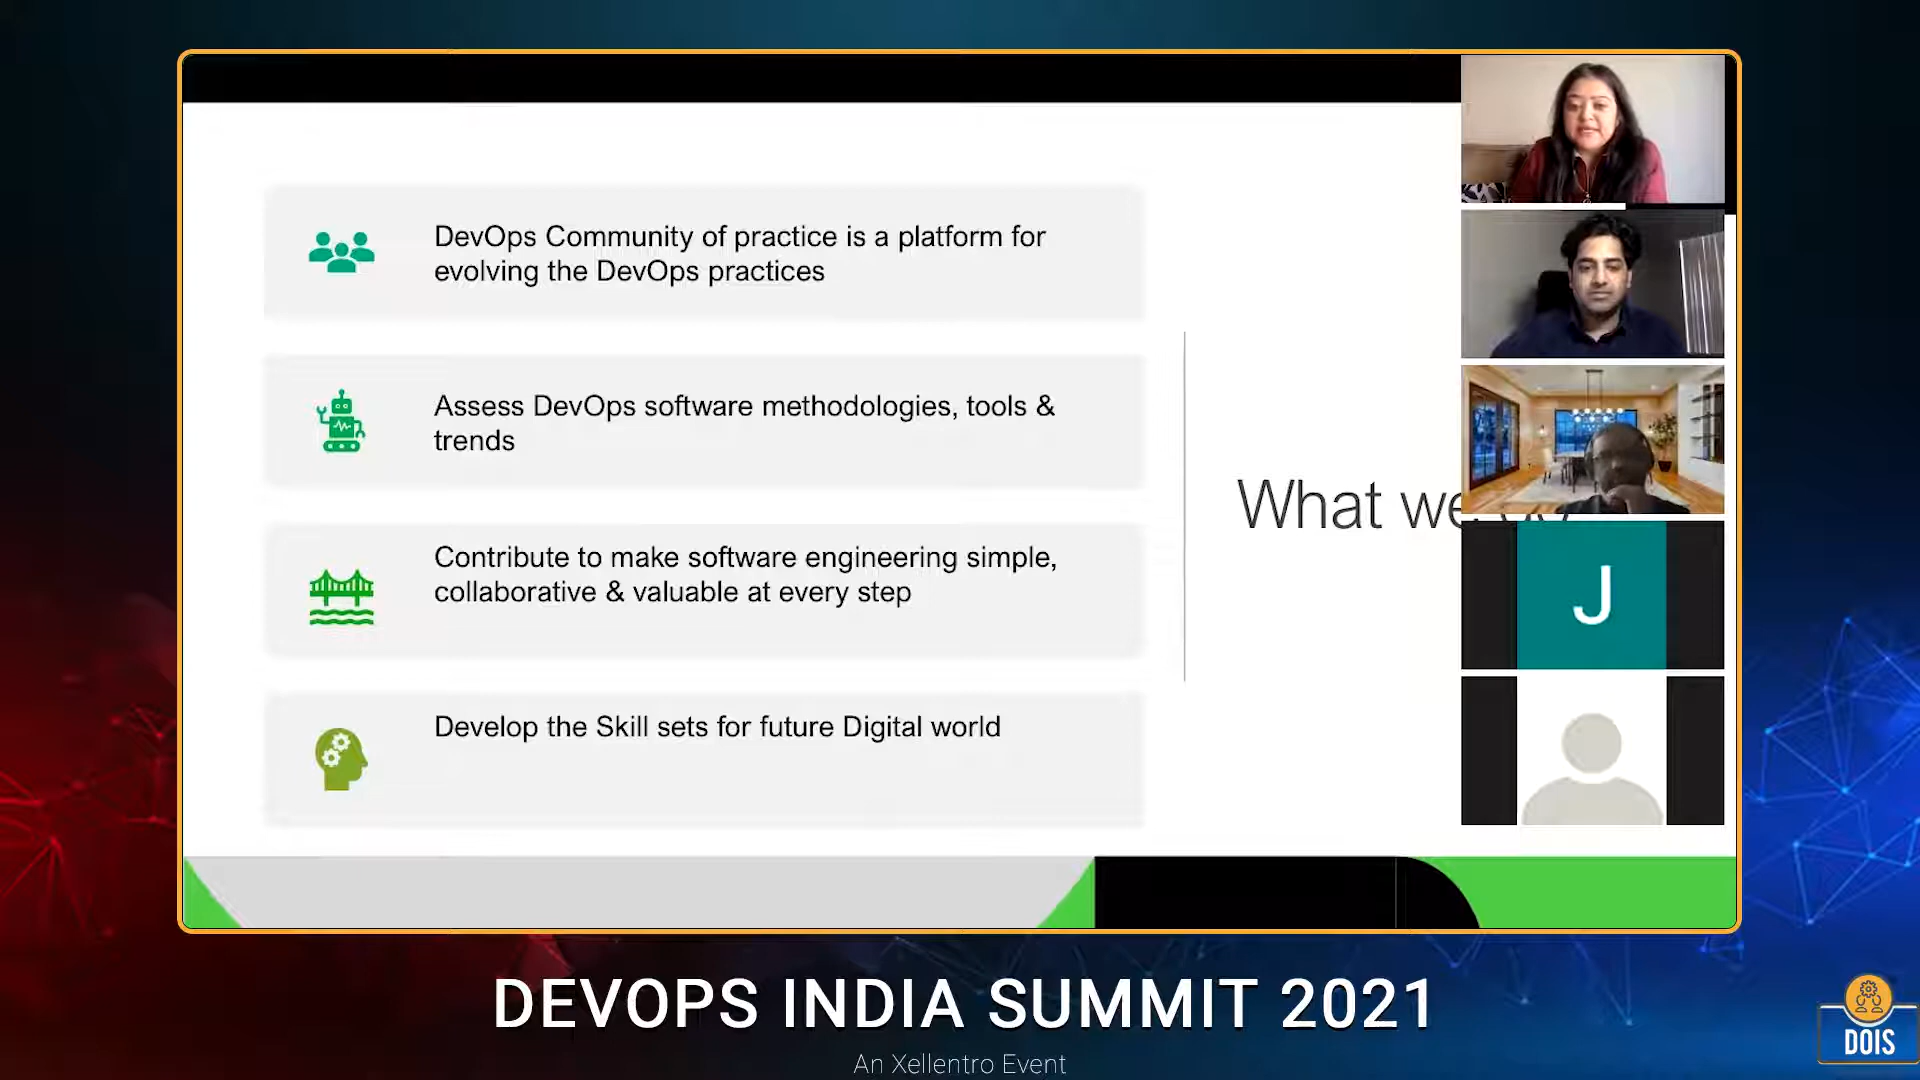 DevOps Community of practice is a platform for
evolving the DevOps practices
Assess DevOps software methodologies, tools &
trends
Contribute to make software engineering simple,
collaborative & valuable at every step
Develop the Skill sets for future Digital world
What we do
J
DEVOPS INDIA SUMMIT 2021
An Xellentro Event
DOIS